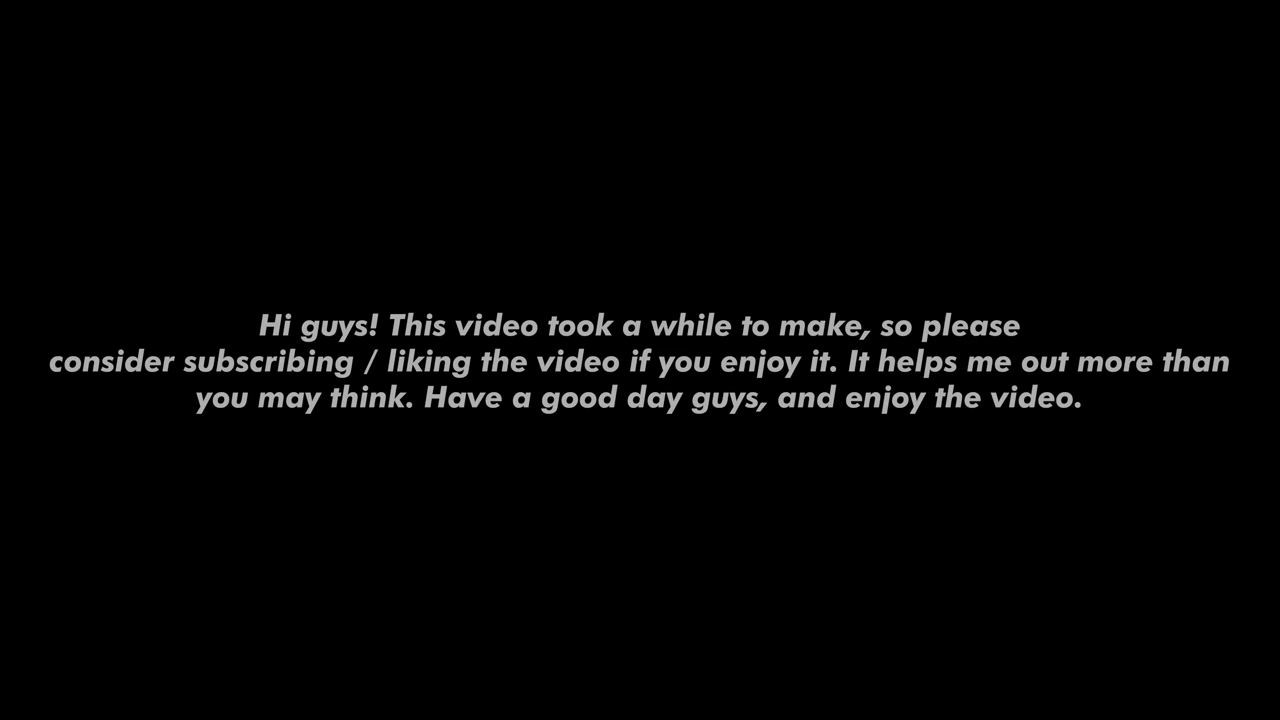 Hi guys! This video took a while to make, so please
consider subscribing / liking the video if you enjoy it. It helps me out more than
you may think. Have a good day guys, and enjoy the video.